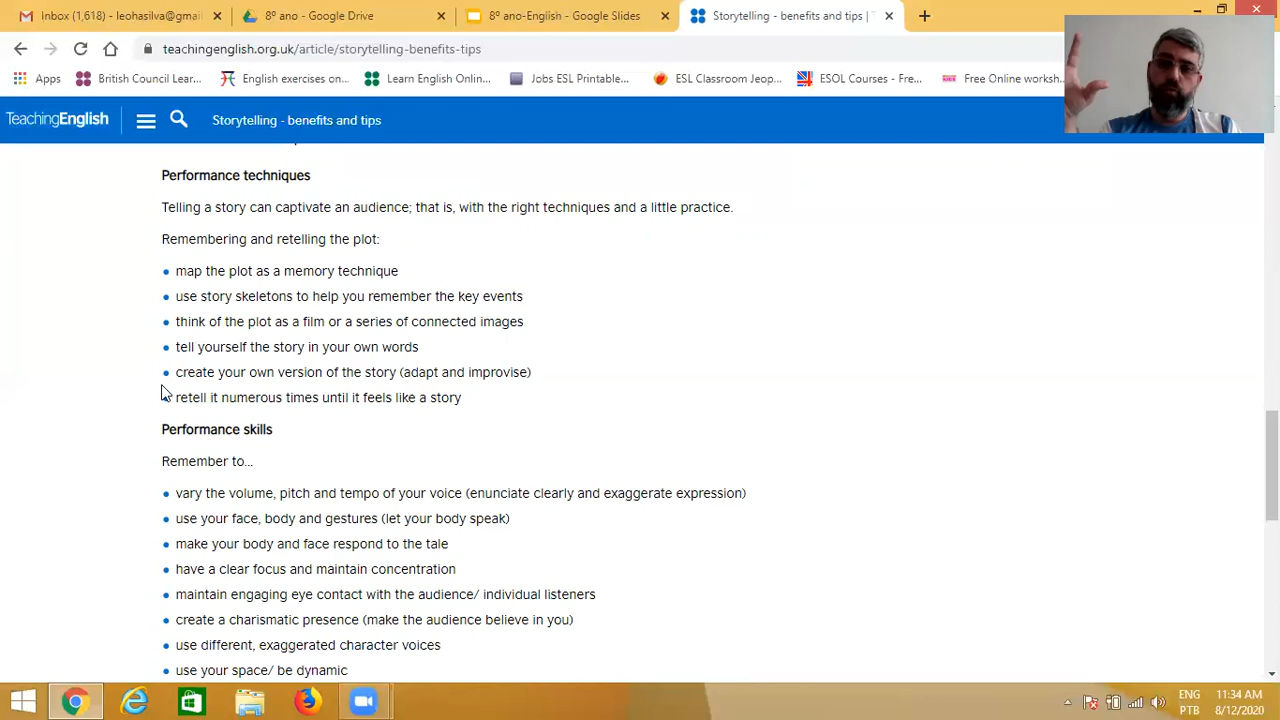 Inbox (1,618) - leohasilva@gmai
8º ano - Google Drive
8º ano-English - Google Slides
Storytelling - benefits and tips | T
teachingenglish.org.uk/article/storytelling-benefits-tips
Apps
British Council Lear...
English exercises on...
Learn English Onlin...
Jobs ESL Printable...
ESL Classroom Jeop...
ESOL Courses - Fre...
Free Online worksh...
TeachingEnglish
Storytelling - benefits and tips
Performance techniques
Telling a story can captivate an audience; that is, with the right techniques and a little practice.
Remembering and retelling the plot:
map the plot as a memory technique
use story skeletons to help you remember the key events
think of the plot as a film or a series of connected images
tell yourself the story in your own words
create your own version of the story (adapt and improvise)
retell it numerous times until it feels like a story
Performance skills
Remember to...
vary the volume, pitch and tempo of your voice (enunciate clearly and exaggerate expression)
use your face, body and gestures (let your body speak)
make your body and face respond to the tale
have a clear focus and maintain concentration
maintain engaging eye contact with the audience/ individual listeners
create a charismatic presence (make the audience believe in you)
use different, exaggerated character voices
use your space/ be dynamic
ENG
11:34 AM
PTB
8/12/2020